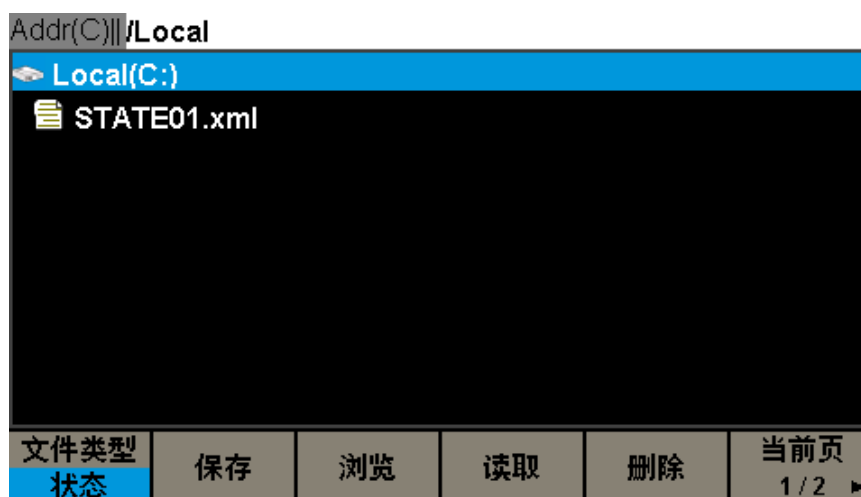 Addr(C)|| /Local
Local(C:)
STATE01.xml
文件类型 保存 浏览 读取 删除 当前页
状态 1/2